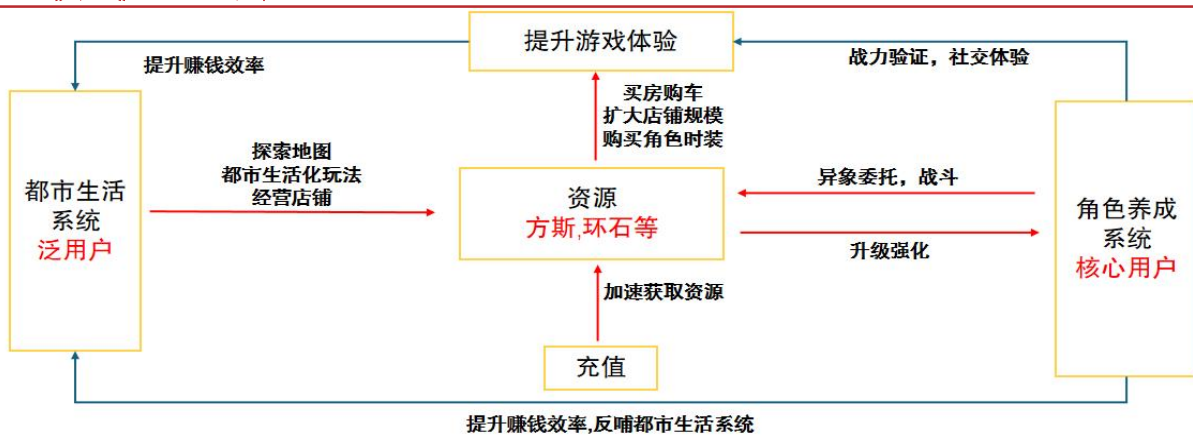 提升游戏体验
提升赚钱效率
战力验证，社交体验
买房购车
扩大店铺规模
购买角色时装
探索地图
都市生活化玩法
经营店铺
都市生活
系统
泛用户
资源
方斯,环石等
异象委托，战斗
升级强化
角色养成
系统
核心用户
加速获取资源
充值
提升赚钱效率,反哺都市生活系统